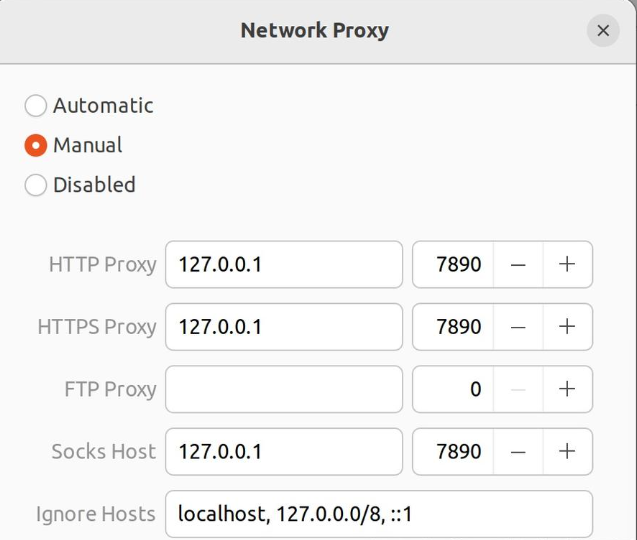 Network Proxy
Automatic
Manual
Disabled
HTTP Proxy 127.0.0.1 7890 – +
HTTPS Proxy 127.0.0.1 7890 – +
FTP Proxy 0 – +
Socks Host 127.0.0.1 7890 – +
Ignore Hosts localhost, 127.0.0.0/8, ::1